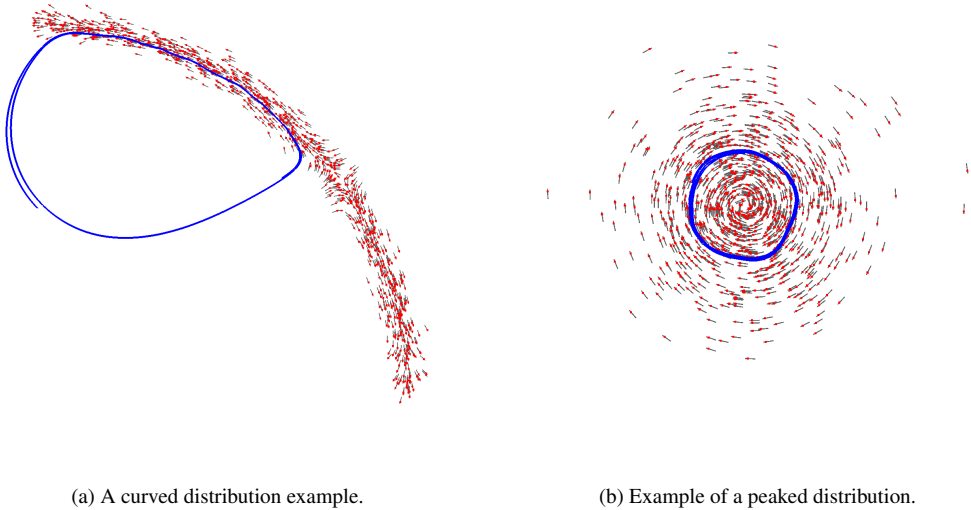 (a) A curved distribution example.
(b) Example of a peaked distribution.